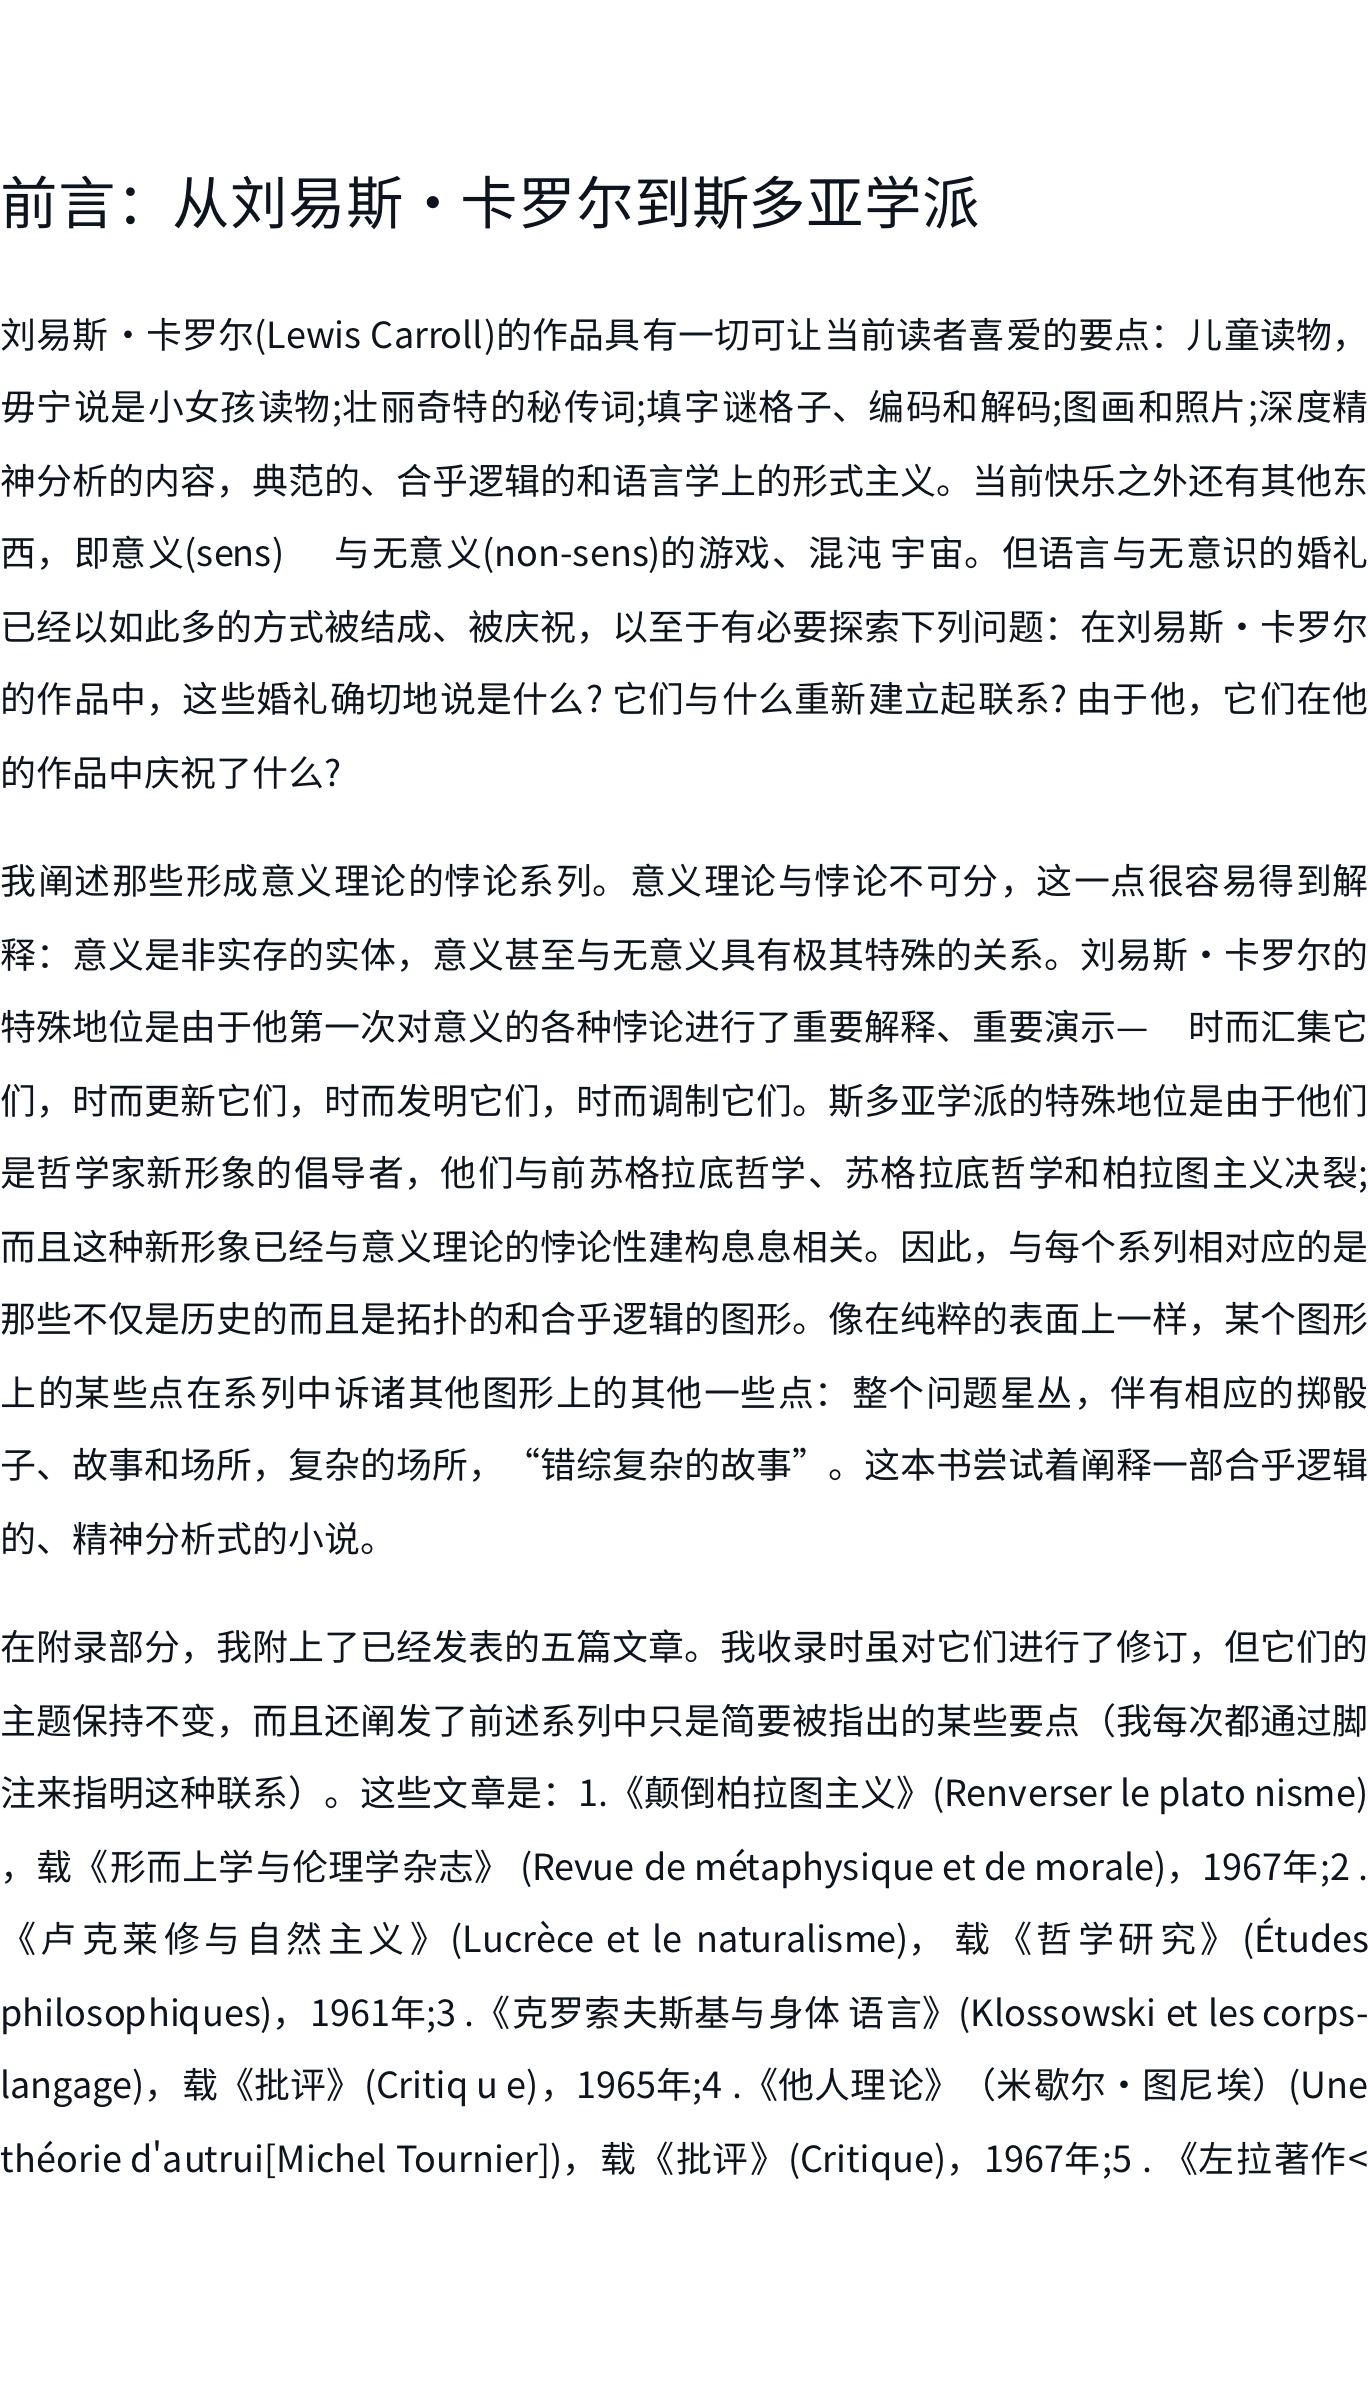 前言：从刘易斯·卡罗尔到斯多亚学派
刘易斯·卡罗尔(Lewis Carroll)的作品具有一切可让当前读者喜爱的要点：儿童读物，
毋宁说是小女孩读物;壮丽奇特的秘传词;填字谜格子、编码和解码;图画和照片;深度精
神分析的内容，典范的、合乎逻辑的和语言学上的形式主义。当前快乐之外还有其他东
西，即意义(sens)　与无意义(non-sens)的游戏、混沌 宇宙。但语言与无意识的婚礼
已经以如此多的方式被结成、被庆祝，以至于有必要探索下列问题：在刘易斯·卡罗尔
的作品中，这些婚礼确切地说是什么? 它们与什么重新建立起联系? 由于他，它们在他
的作品中庆祝了什么?
我阐述那些形成意义理论的悖论系列。意义理论与悖论不可分，这一点很容易得到解
释：意义是非实存的实体，意义甚至与无意义具有极其特殊的关系。刘易斯·卡罗尔的
特殊地位是由于他第一次对意义的各种悖论进行了重要解释、重要演示—　时而汇集它
们，时而更新它们，时而发明它们，时而调制它们。斯多亚学派的特殊地位是由于他们
是哲学家新形象的倡导者，他们与前苏格拉底哲学、苏格拉底哲学和柏拉图主义决裂;
而且这种新形象已经与意义理论的悖论性建构息息相关。因此，与每个系列相对应的是
那些不仅是历史的而且是拓扑的和合乎逻辑的图形。像在纯粹的表面上一样，某个图形
上的某些点在系列中诉诸其他图形上的其他一些点：整个问题星丛，伴有相应的掷骰
子、故事和场所，复杂的场所，“错综复杂的故事”。这本书尝试着阐释一部合乎逻辑
的、精神分析式的小说。
在附录部分，我附上了已经发表的五篇文章。我收录时虽对它们进行了修订，但它们的
主题保持不变，而且还阐发了前述系列中只是简要被指出的某些要点（我每次都通过脚
注来指明这种联系）。这些文章是：1.《颠倒柏拉图主义》(Renverser le plato nisme)
，载《形而上学与伦理学杂志》 (Revue de métaphysique et de morale)，1967年;2 .
《卢克莱修与自然主义》(Lucrèce et le naturalisme)， 载《哲学研究》(Études
philosophiques)，1961年;3 .《克罗索夫斯基与身体 语言》(Klossowski et les corps-
langage)，载《批评》(Critiq u e)，1965年;4 .《他人理论》（米歇尔·图尼埃）(Une
théorie d'autrui[Michel Tournier])，载《批评》(Critique)，1967年;5 . 《左拉著作<